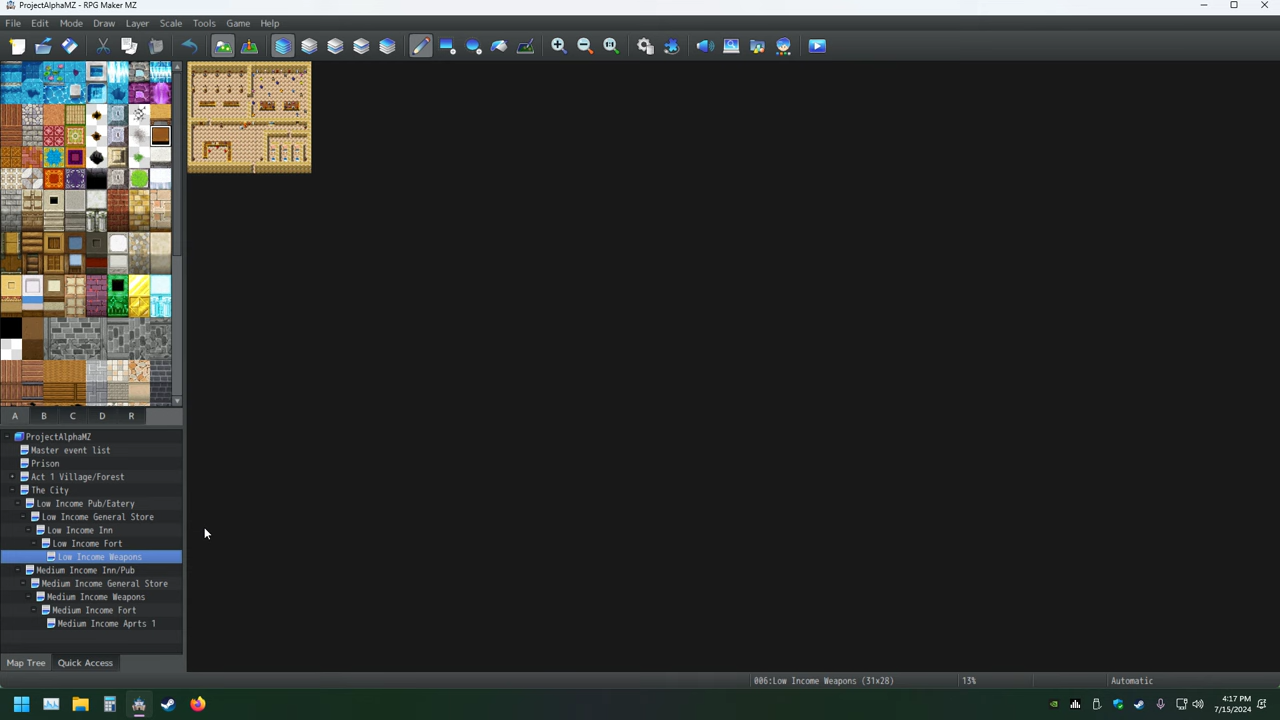 ProjectAlphaMZ - RPG Maker MZ
File Edit Mode Draw Layer Scale Tools Game Help
A B C D R
ProjectAlphaMZ
Master event list
Prison
Act 1 Village/Forest
The City
Low Income Pub/Eatery
Low Income General Store
Low Income Inn
Low Income Fort
Low Income Weapons
Medium Income Inn/Pub
Medium Income General Store
Medium Income Weapons
Medium Income Fort
Medium Income Aprts 1
Map Tree Quick Access
006:Low Income Weapons (31x28) 13% Automatic
4:17 PM
7/15/2024